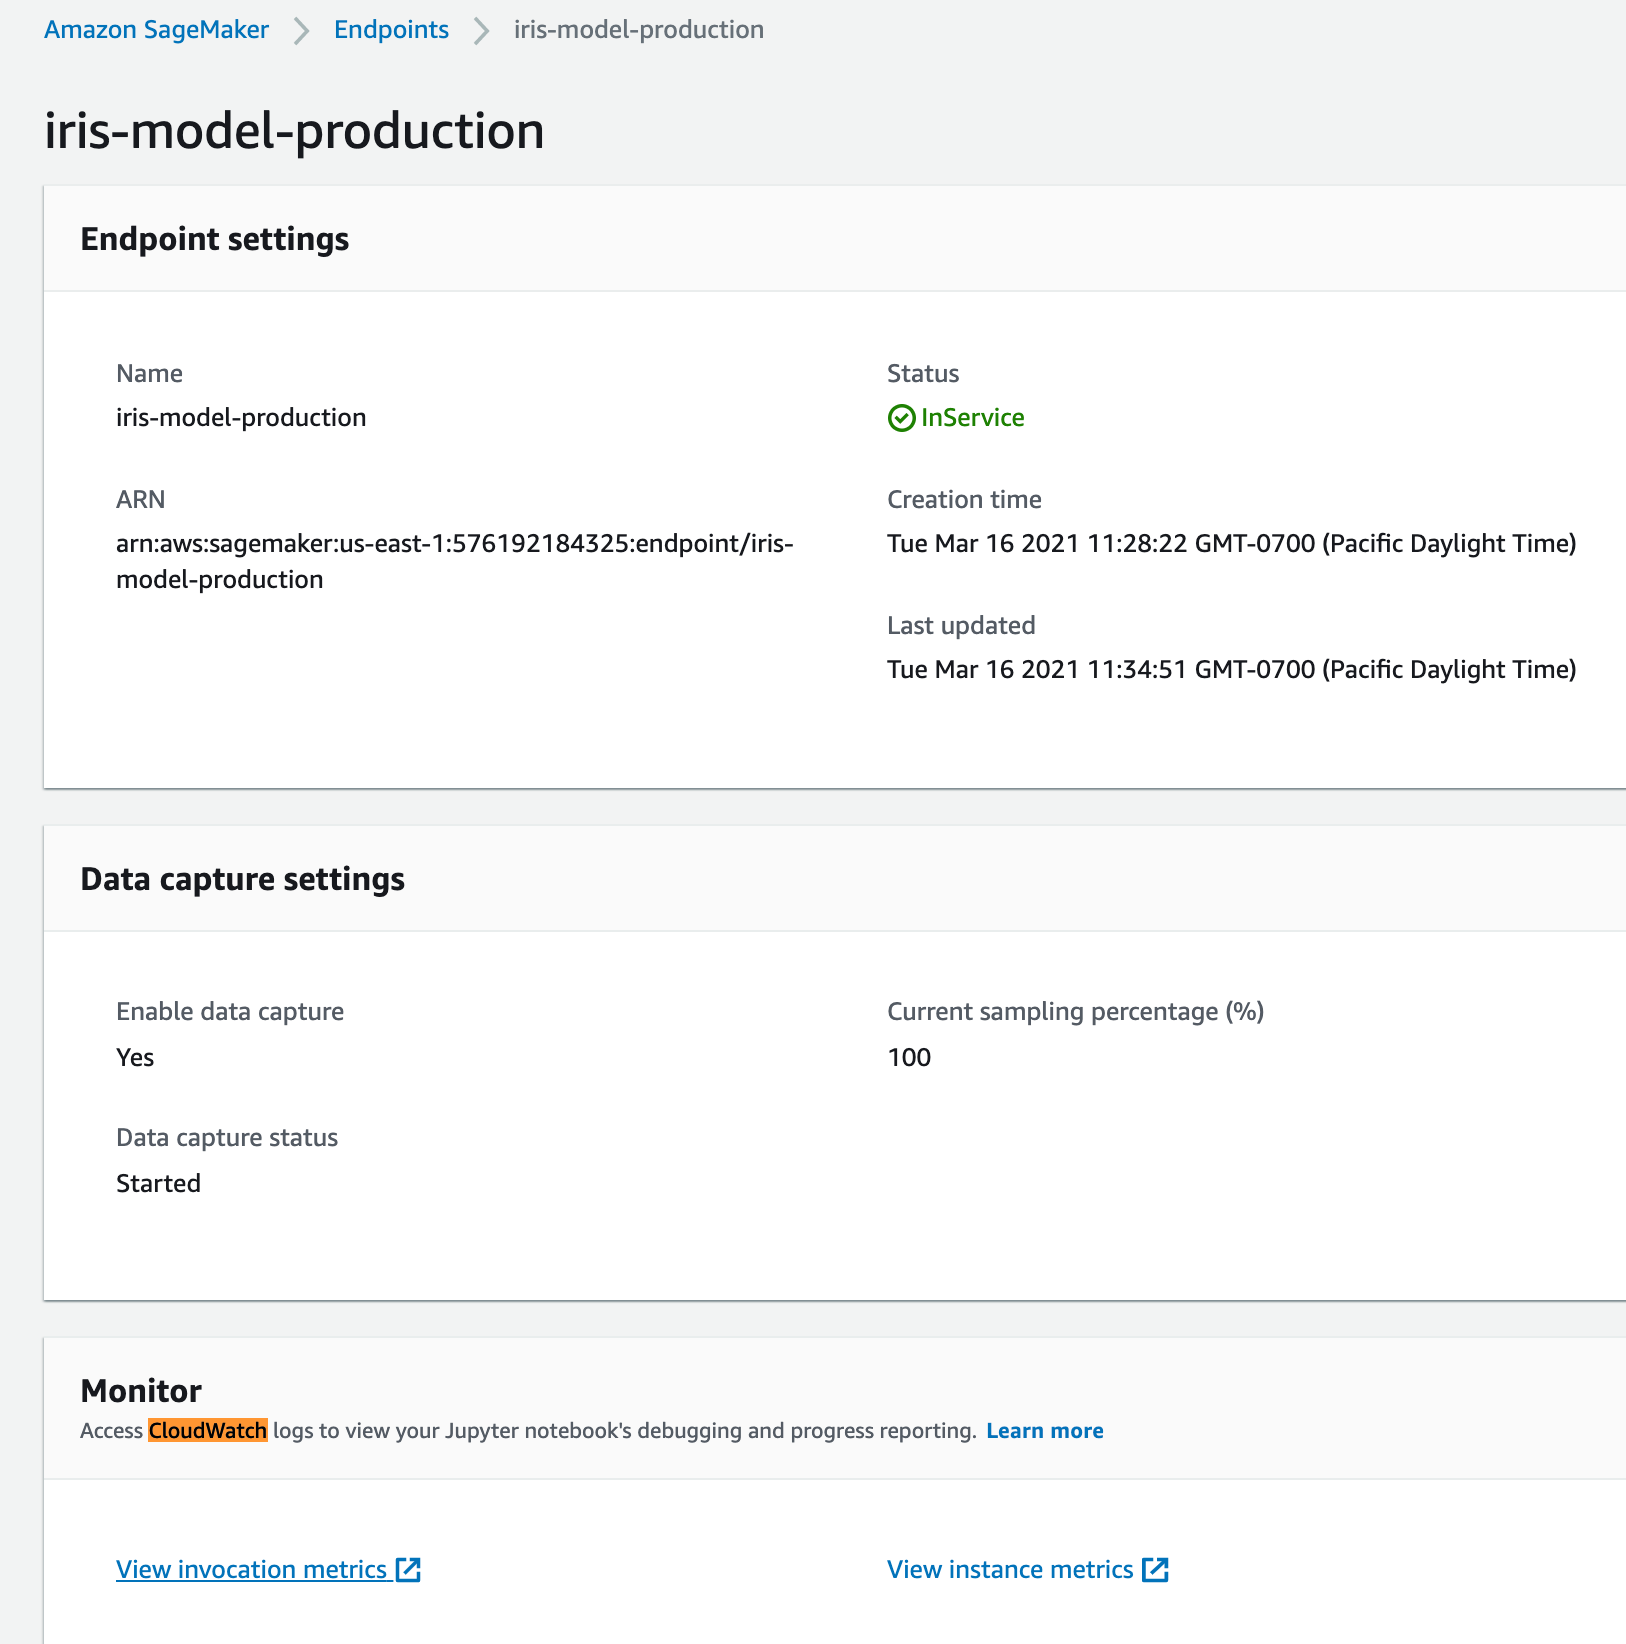 Amazon SageMaker > Endpoints > iris-model-production
iris-model-production
Endpoint settings
Name
iris-model-production
Status
InService
ARN
arn:aws:sagemaker:us-east-1:576192184325:endpoint/iris-
model-production
Creation time
Tue Mar 16 2021 11:28:22 GMT-0700 (Pacific Daylight Time)
Last updated
Tue Mar 16 2021 11:34:51 GMT-0700 (Pacific Daylight Time)
Data capture settings
Enable data capture
Yes
Current sampling percentage (%)
100
Data capture status
Started
Monitor
Access CloudWatch logs to view your Jupyter notebook's debugging and progress reporting. Learn more
View invocation metrics
View instance metrics